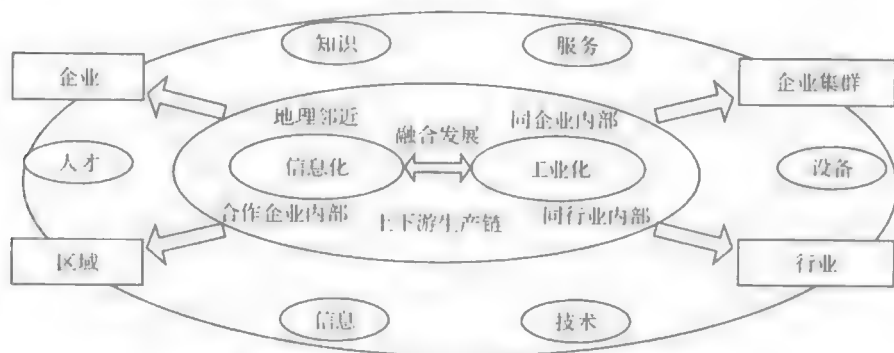 知识
服务
企业
企业集群
地理邻近
同企业内部
融合发展
人才
信息化
工业化
设备
合作企业内部
上下游生产链
同行业内部
区域
行业
信息
技术